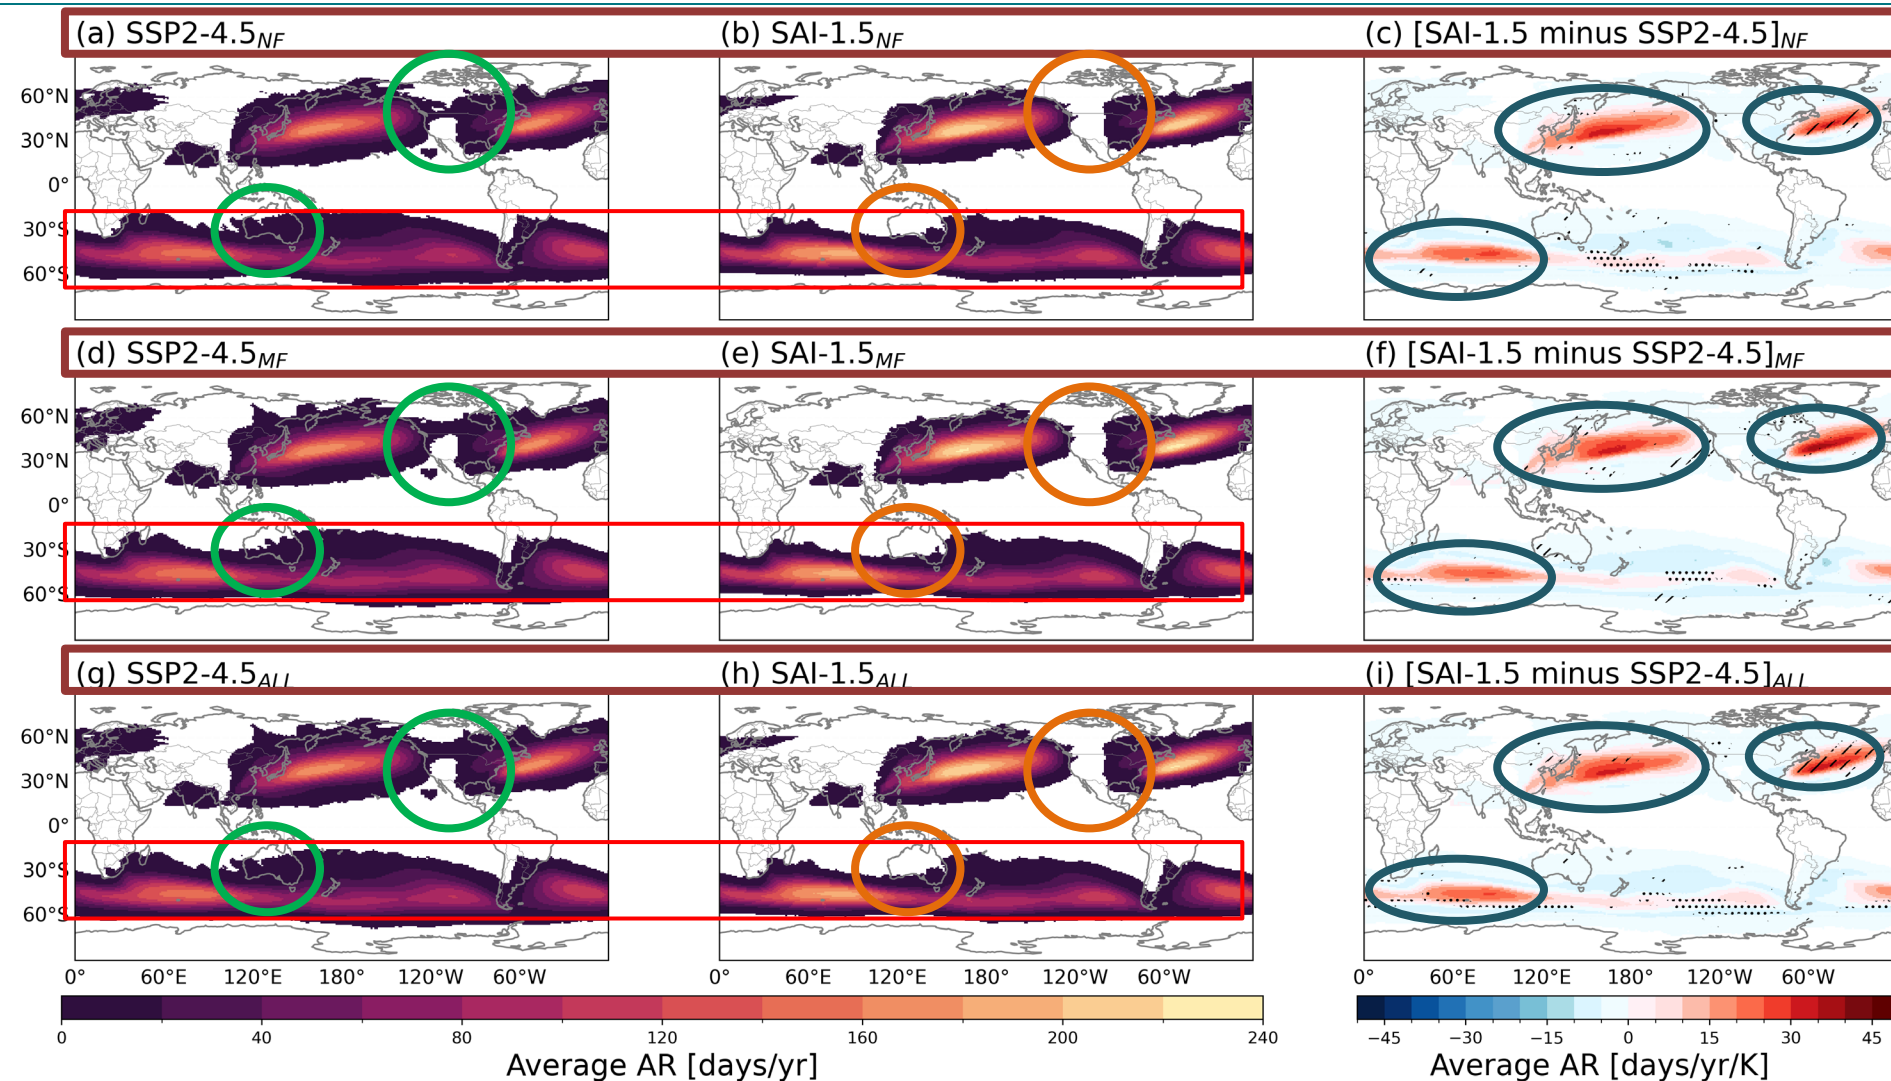 (a) SSP2-4.5NF (b) SAI-1.5NF (c) [SAI-1.5 minus SSP2-4.5]NF
60°N
30°N
0°
30°S
60°S
(d) SSP2-4.5MF (e) SAI-1.5MF (f) [SAI-1.5 minus SSP2-4.5]MF
60°N
30°N
0°
30°S
60°S
(g) SSP2-4.5ALL (h) SAI-1.5ALL (i) [SAI-1.5 minus SSP2-4.5]ALL
60°N
30°N
0°
30°S
60°S
0° 60°E 120°E 180° 120°W 60°W 0° 60°E 120°E 180° 120°W 60°W 0° 60°E 120°E 180° 120°W 60°W
0 40 80 120 160 200 240 −45 −30 −15 0 15 30 45
Average AR [days/yr] Average AR [days/yr/K]